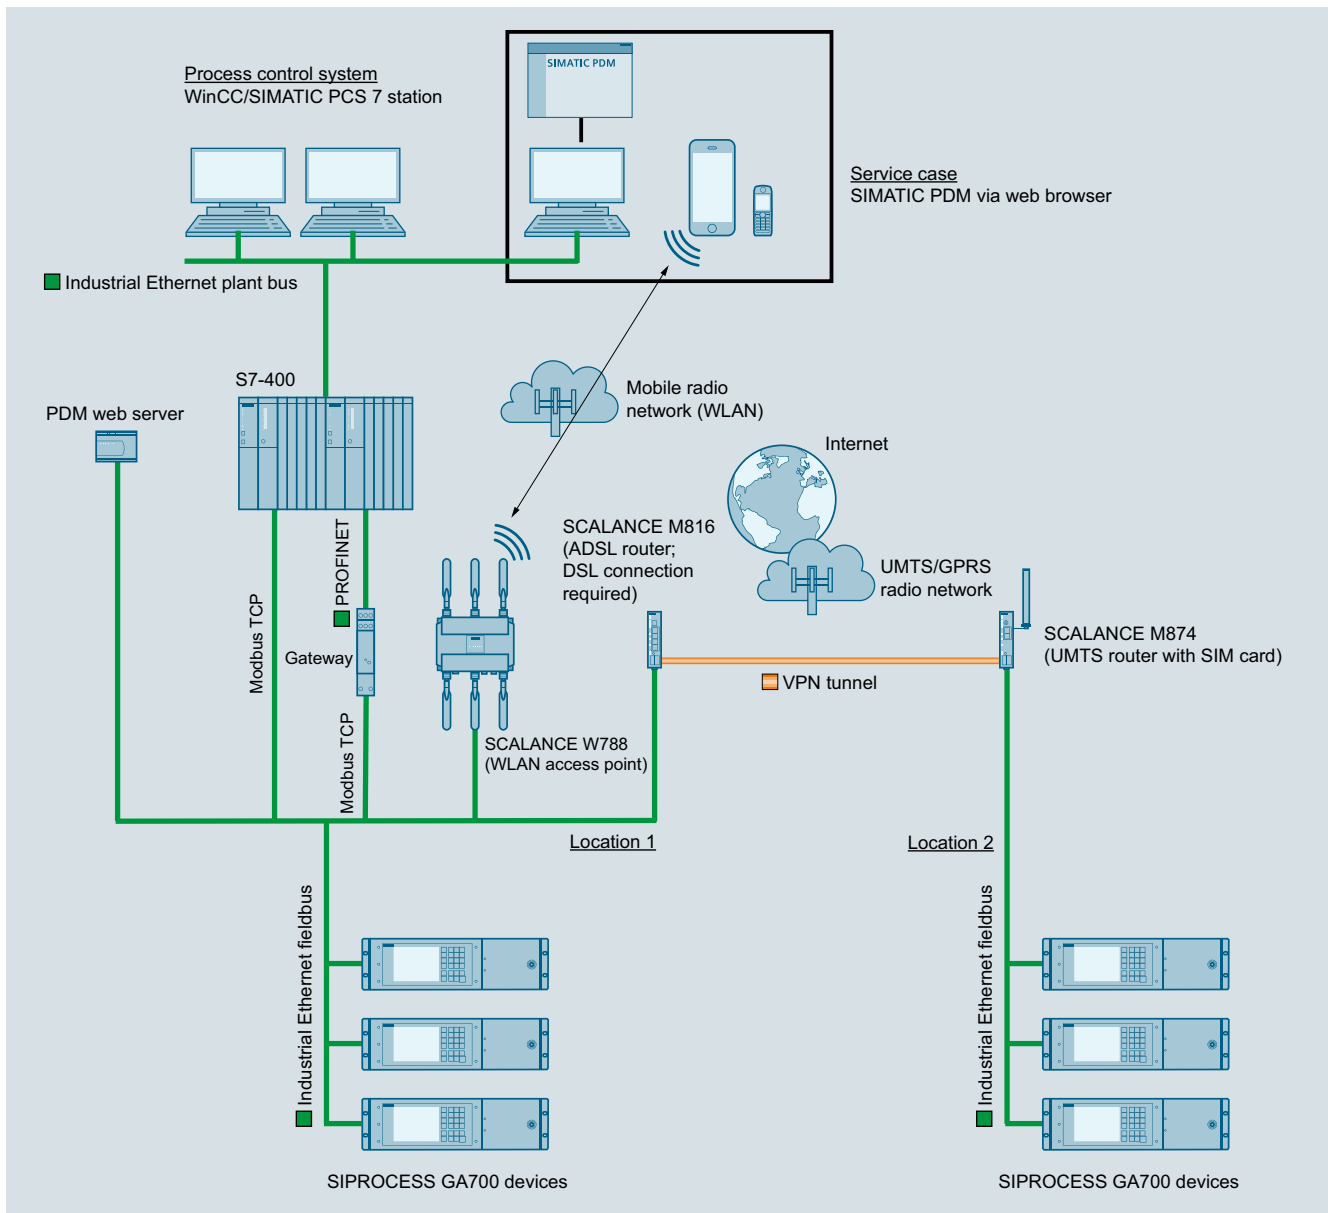 SIMATIC PDM
Process control system
WinCC/SIMATIC PCS 7 station
Service case
SIMATIC PDM via web browser
Industrial Ethernet plant bus
S7-400
PDM web server
Mobile radio
network (WLAN)
Internet
SCALANCE M816
(ADSL router;
DSL connection
required)
UMTS/GPRS
radio network
PROFINET
Modbus TCP
Gateway
SCALANCE M874
(UMTS router with SIM card)
VPN tunnel
SCALANCE W788
(WLAN access point)
Modbus TCP
Location 1
Location 2
Industrial Ethernet fieldbus
Industrial Ethernet fieldbus
SIPROCESS GA700 devices
SIPROCESS GA700 devices